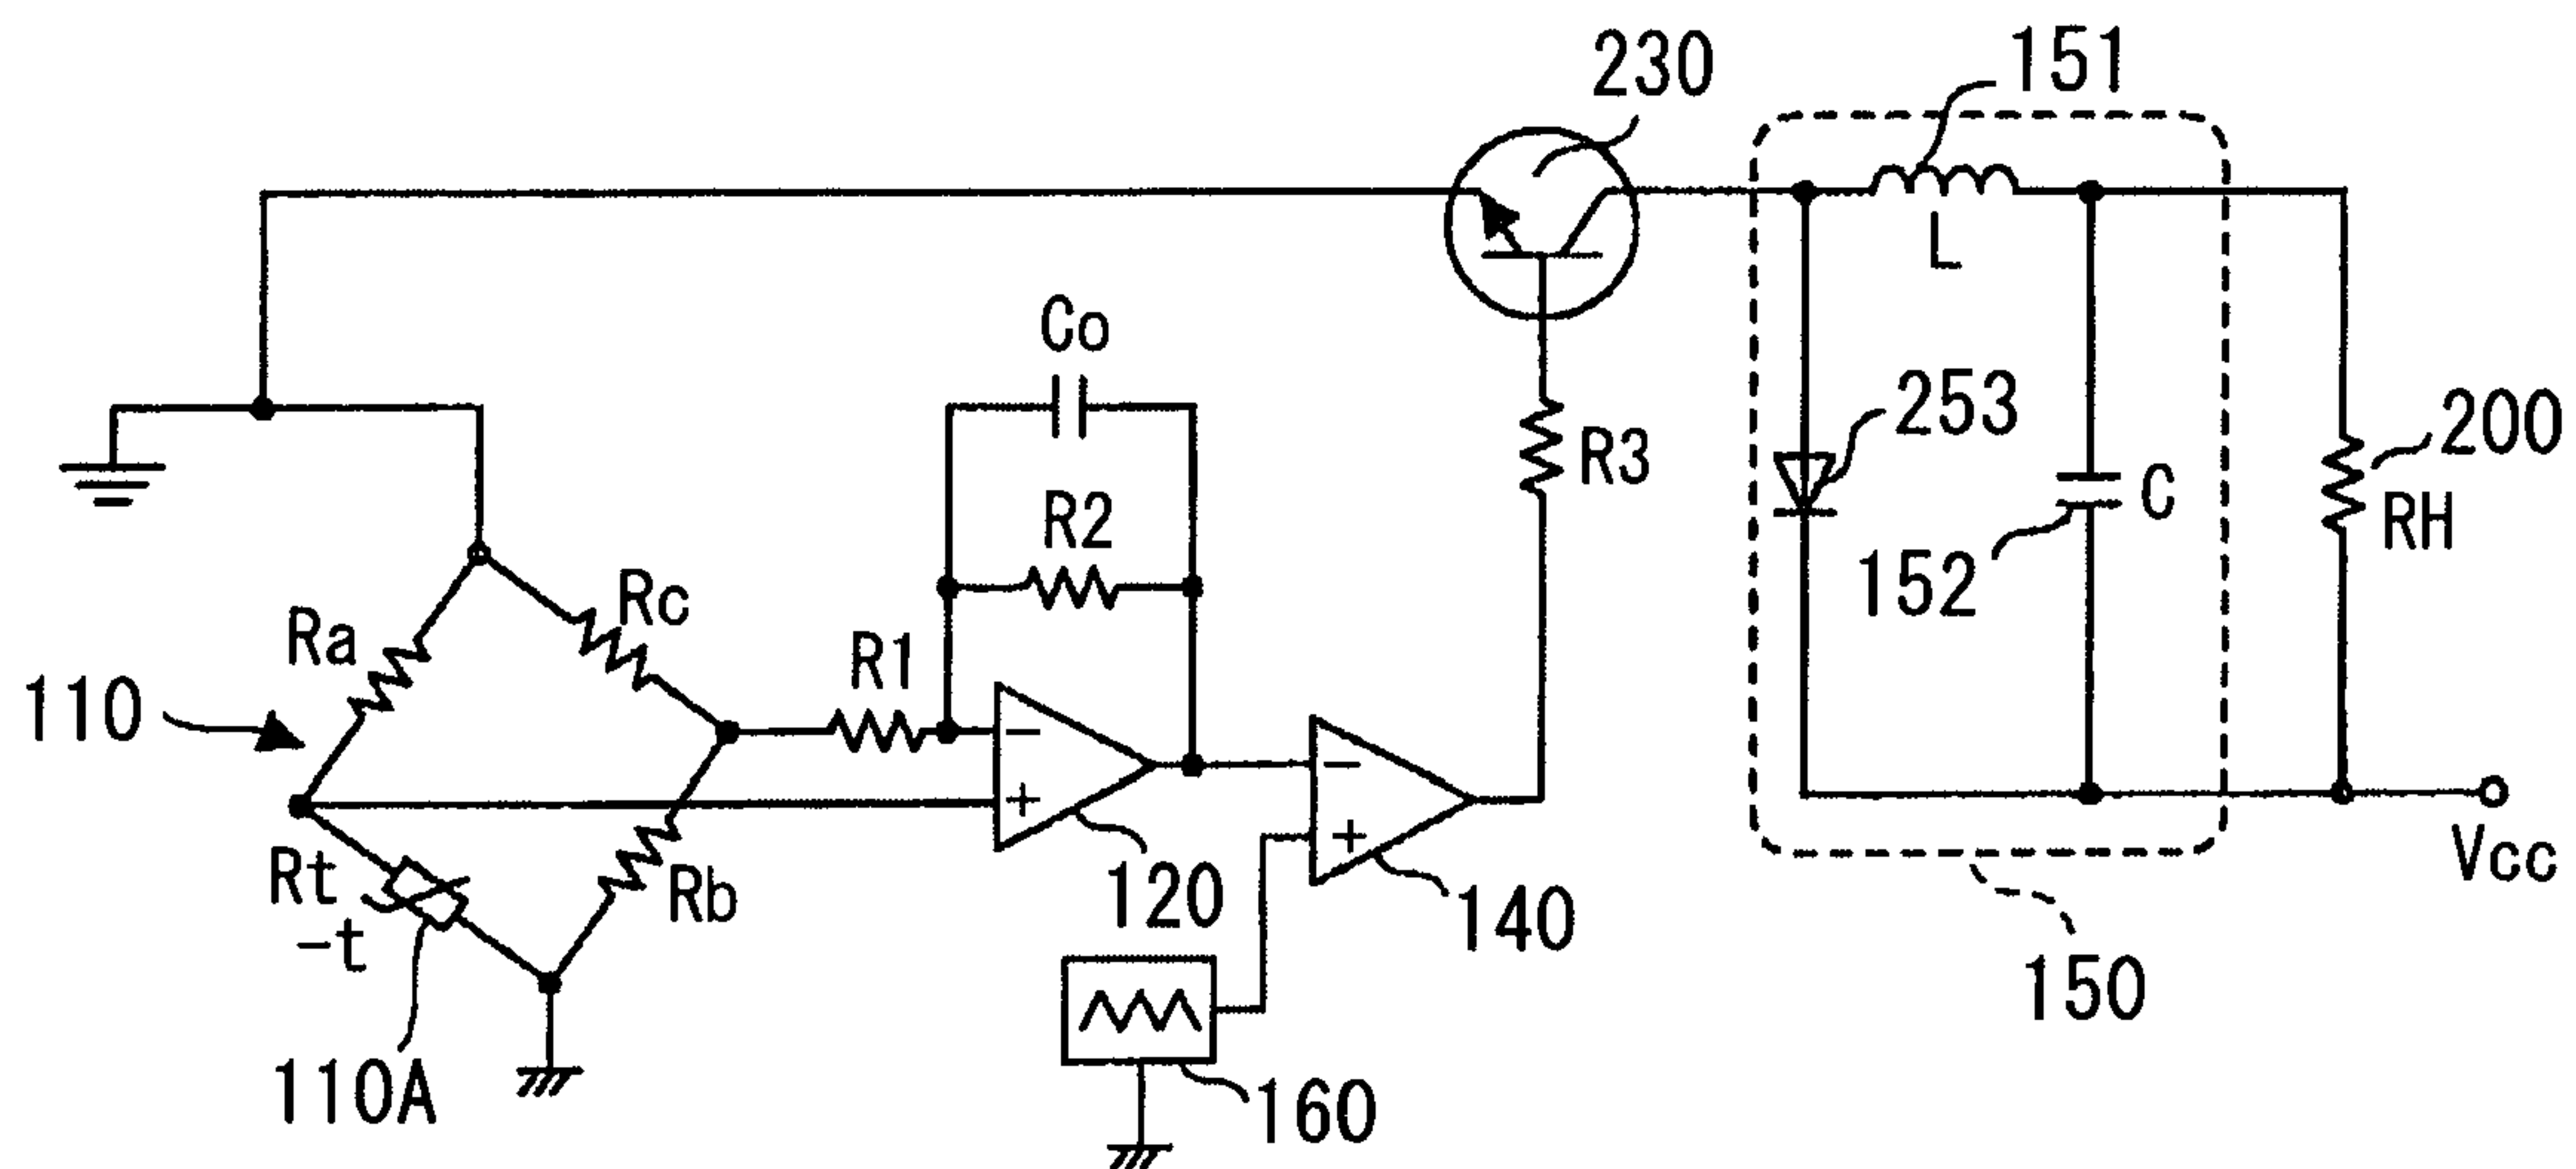 230
151
L
Co
253
200
R3
C
RH
R2
152
Rc
Ra
R1
110
−
+
−
+
Vcc
Rt
-t
Rb
120
140
150
110A
160